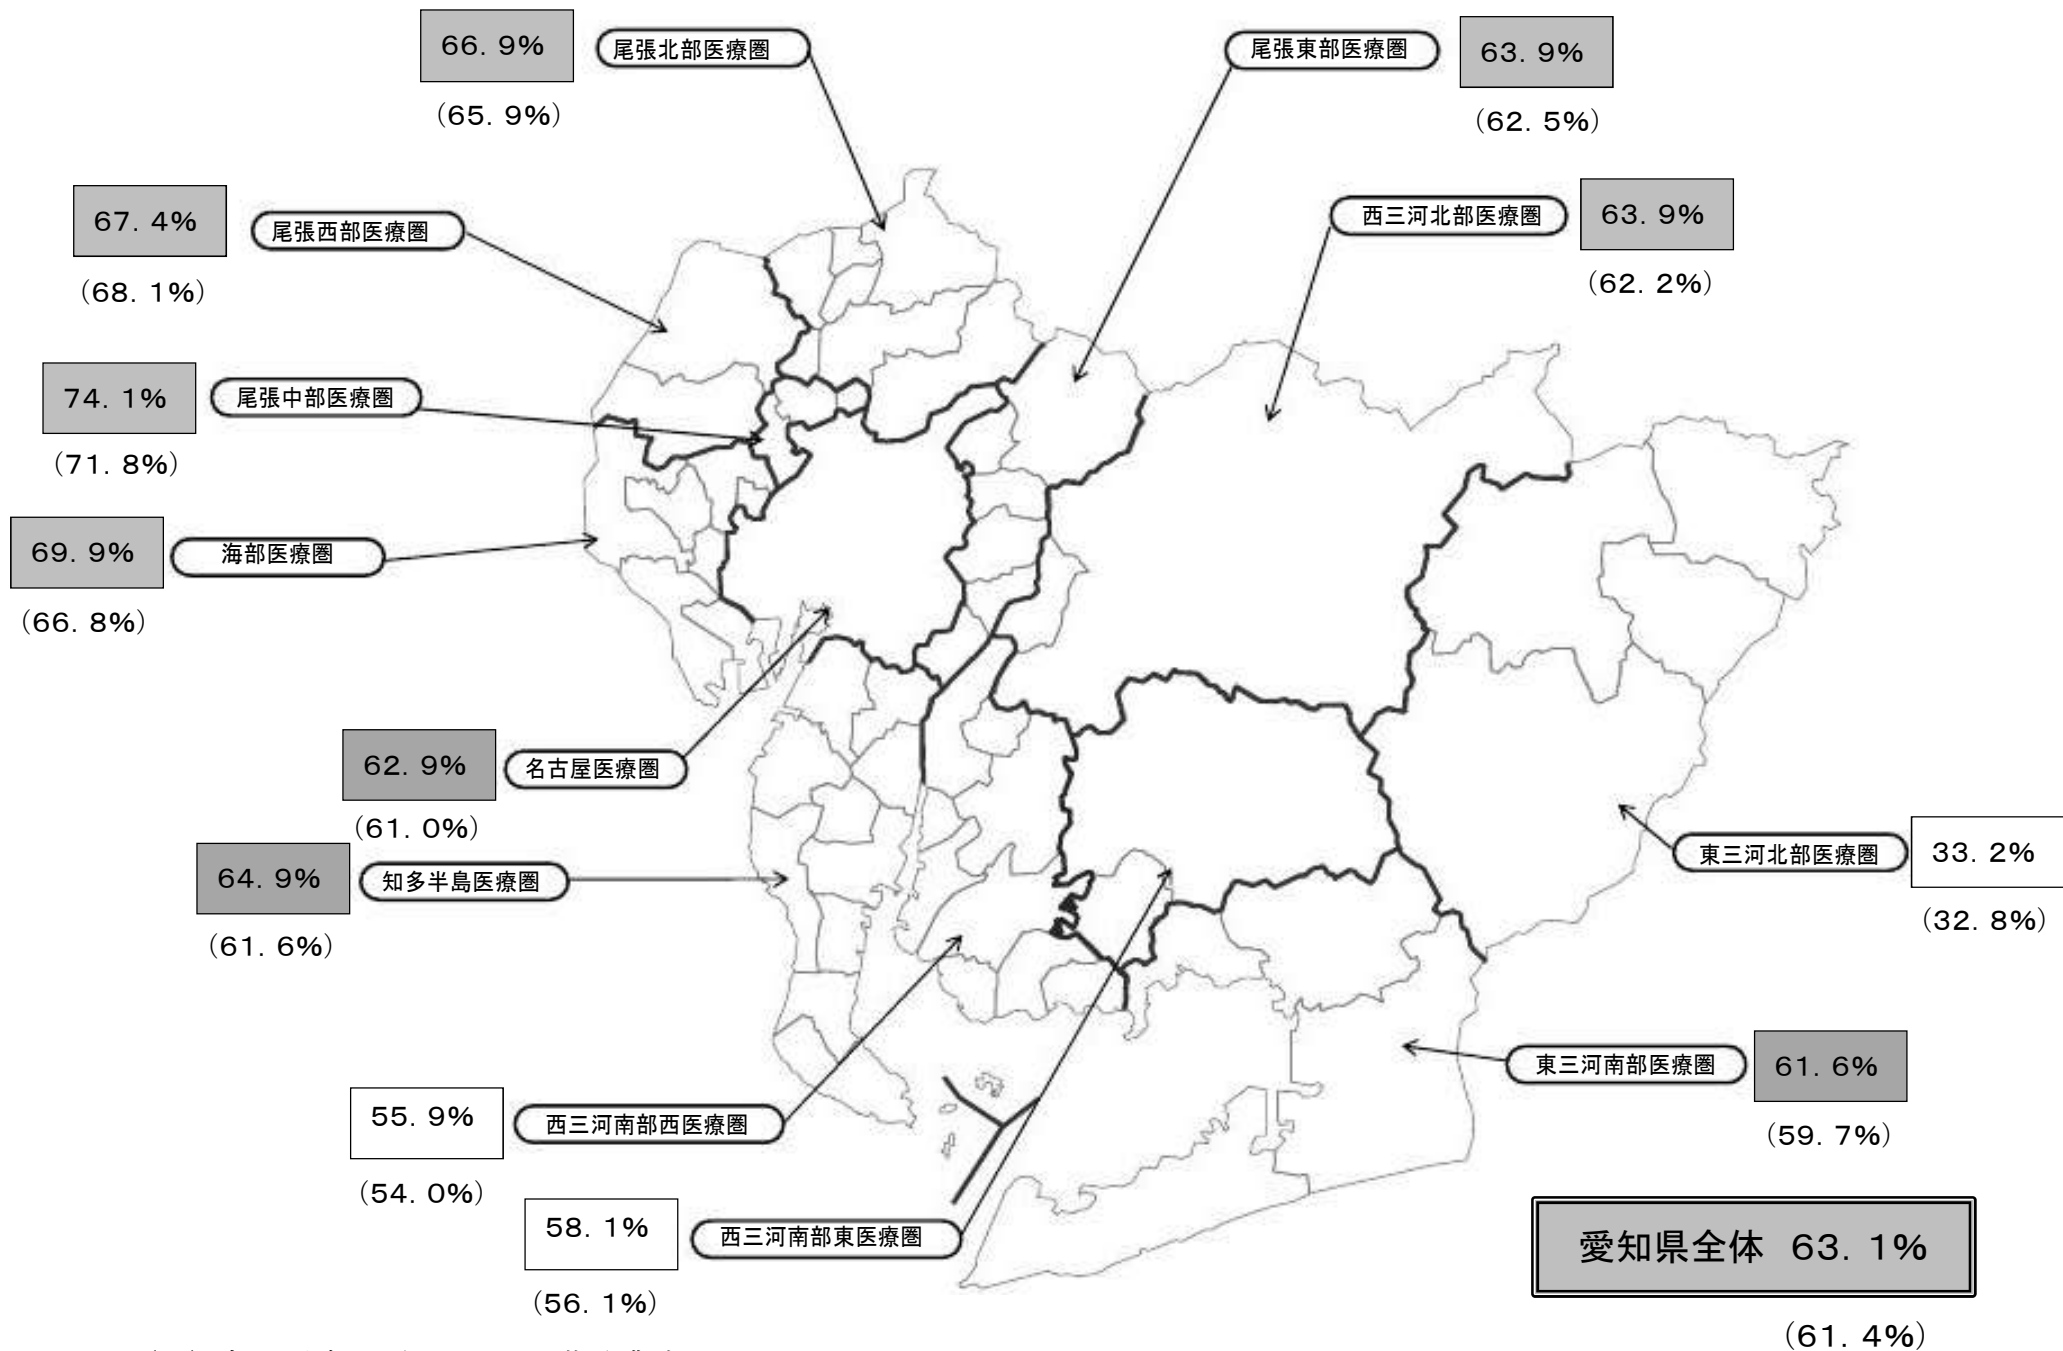 66. 9%
尾張北部医療圏
(65. 9%)
尾張東部医療圏
63. 9%
(62. 5%)
67. 4%
尾張西部医療圏
(68. 1%)
西三河北部医療圏
63. 9%
(62. 2%)
74. 1%
尾張中部医療圏
(71. 8%)
69. 9%
海部医療圏
(66. 8%)
62. 9%
名古屋医療圏
(61. 0%)
64. 9%
知多半島医療圏
(61. 6%)
東三河北部医療圏
33. 2%
(32. 8%)
55. 9%
西三河南部西医療圏
(54. 0%)
東三河南部医療圏
61. 6%
(59. 7%)
58. 1%
西三河南部東医療圏
(56. 1%)
愛知県全体 63. 1%
(61. 4%)